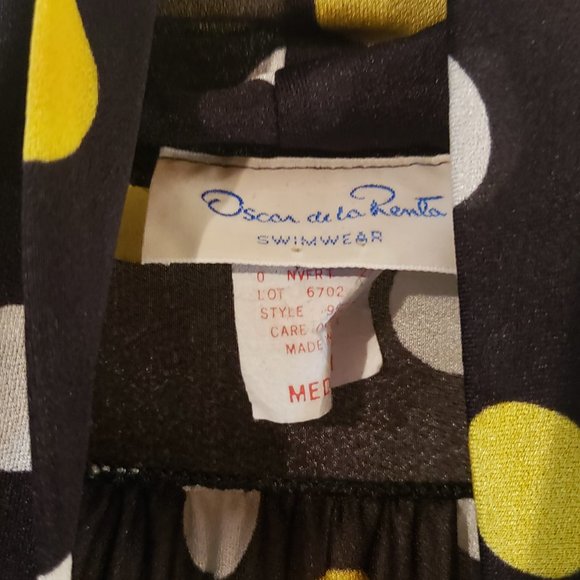 Oscar de la Renta
SWIMWEAR
LOT 6702
STYLE
CARE
MADE
MED